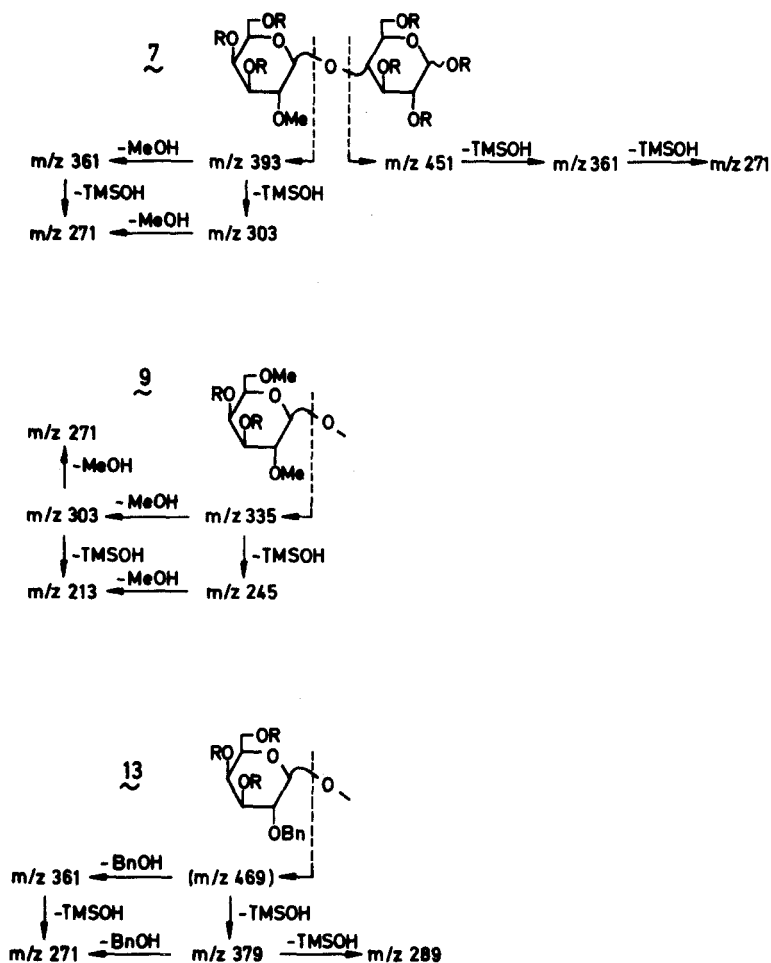 7
OR
RO
O
OR
OMe
O
OR
O
OR
OR
OR
m/z 361 -MeOH m/z 393 m/z 451 -TMSOH m/z 361 -TMSOH m/z 271
-TMSOH -TMSOH
m/z 271 -MeOH m/z 303
9
OMe
RO
O
OR
OMe
O
m/z 271
-MeOH
m/z 303 -MeOH m/z 335
-TMSOH -TMSOH
m/z 213 -MeOH m/z 245
13
OR
RO
O
OR
OBn
O
m/z 361 -BnOH (m/z 469)
-TMSOH -TMSOH
m/z 271 -BnOH m/z 379 -TMSOH m/z 289